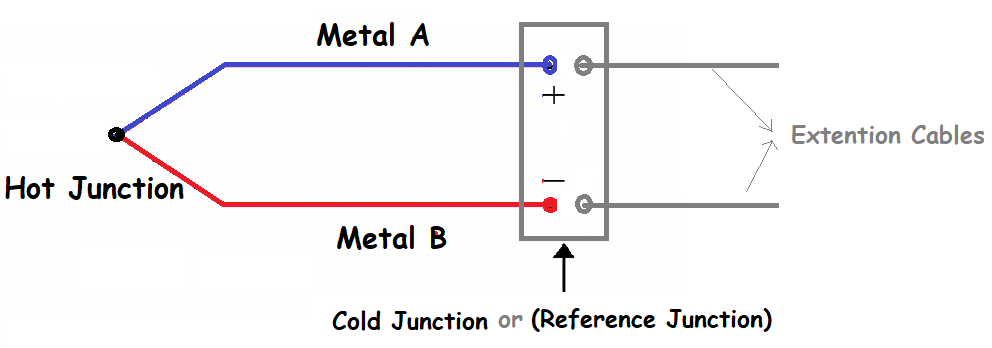 Metal A
+
Extention Cables
−
Hot Junction
Metal B
Cold Junction or (Reference Junction)